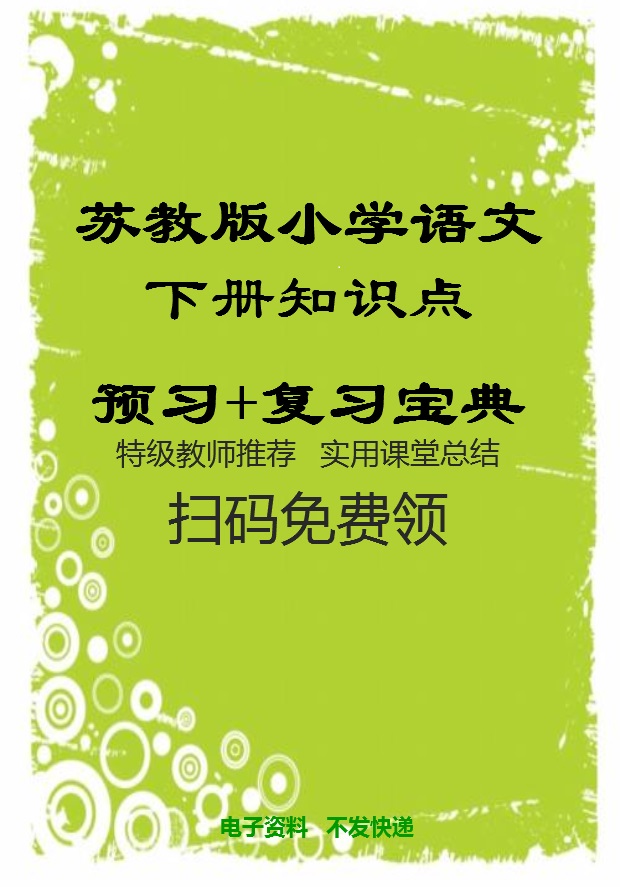 苏教版小学语文
下册知识点
预习+复习宝典
特级教师推荐 实用课堂总结
扫码免费领
电子资料 不发快递